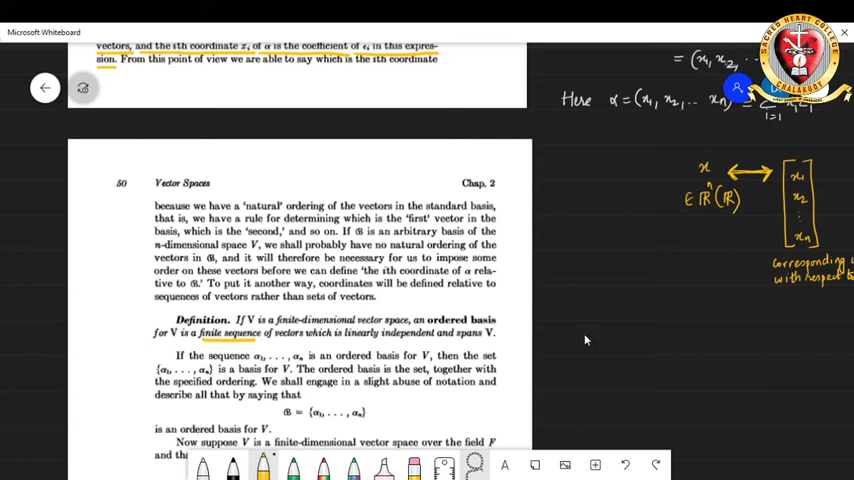 Microsoft Whiteboard
SACRED HEART COLLEGE
CHALAKUDY
vectors, and the ith coordinate xi of α is the coefficient of ϵi in this expres-
sion. From this point of view we are able to say which is the ith coordinate
= (x1, x2, ..
Here α = (x1, x2, .. xn) = Σ xi ϵi
i=1
50 Vector Spaces Chap. 2
because we have a 'natural' ordering of the vectors in the standard basis,
that is, we have a rule for determining which is the 'first' vector in the
basis, which is the 'second,' and so on. If ℬ is an arbitrary basis of the
n-dimensional space V, we shall probably have no natural ordering of the
vectors in ℬ, and it will therefore be necessary for us to impose some
order on these vectors before we can define 'the ith coordinate of α rela-
tive to ℬ.' To put it another way, coordinates will be defined relative to
sequences of vectors rather than sets of vectors.
Definition. If V is a finite-dimensional vector space, an ordered basis
for V is a finite sequence of vectors which is linearly independent and spans V.
If the sequence α1, . . . , αn is an ordered basis for V, then the set
{α1, . . . , αn} is a basis for V. The ordered basis is the set, together with
the specified ordering. We shall engage in a slight abuse of notation and
describe all that by saying that
ℬ = {α1, . . . , αn}
is an ordered basis for V.
Now suppose V is a finite-dimensional vector space over the field F
and tha
x ⟷ [x1
x2
⋮
xn]
∈ ℝn (ℝ)
corresponding
with respect to
A